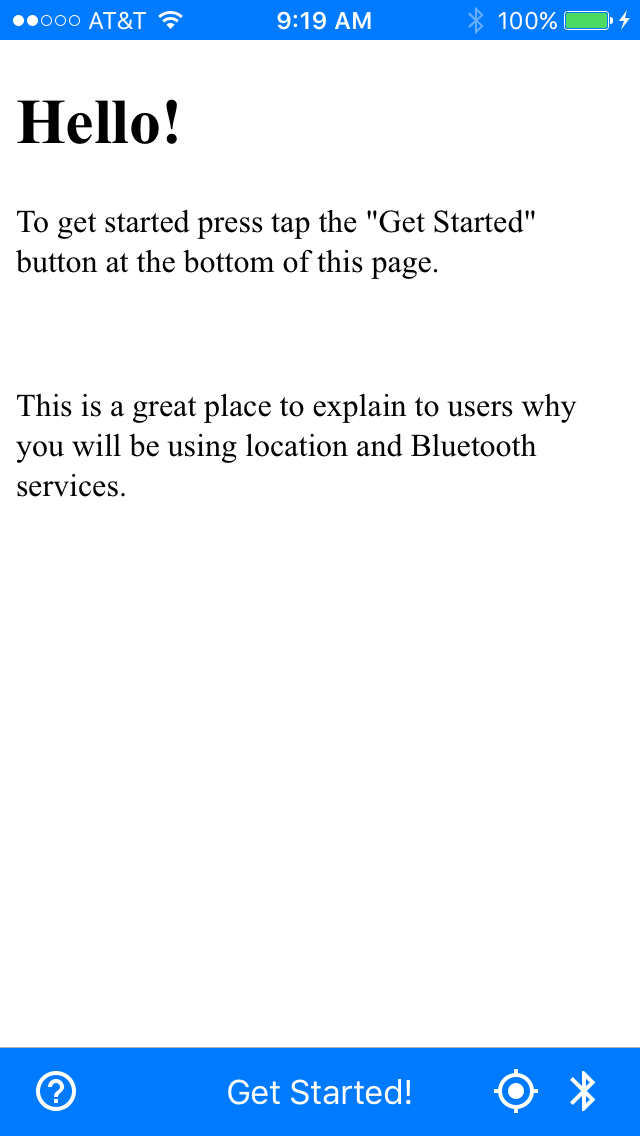 AT&T 9:19 AM 100%
Hello!
To get started press tap the "Get Started"
button at the bottom of this page.
This is a great place to explain to users why
you will be using location and Bluetooth
services.
Get Started!